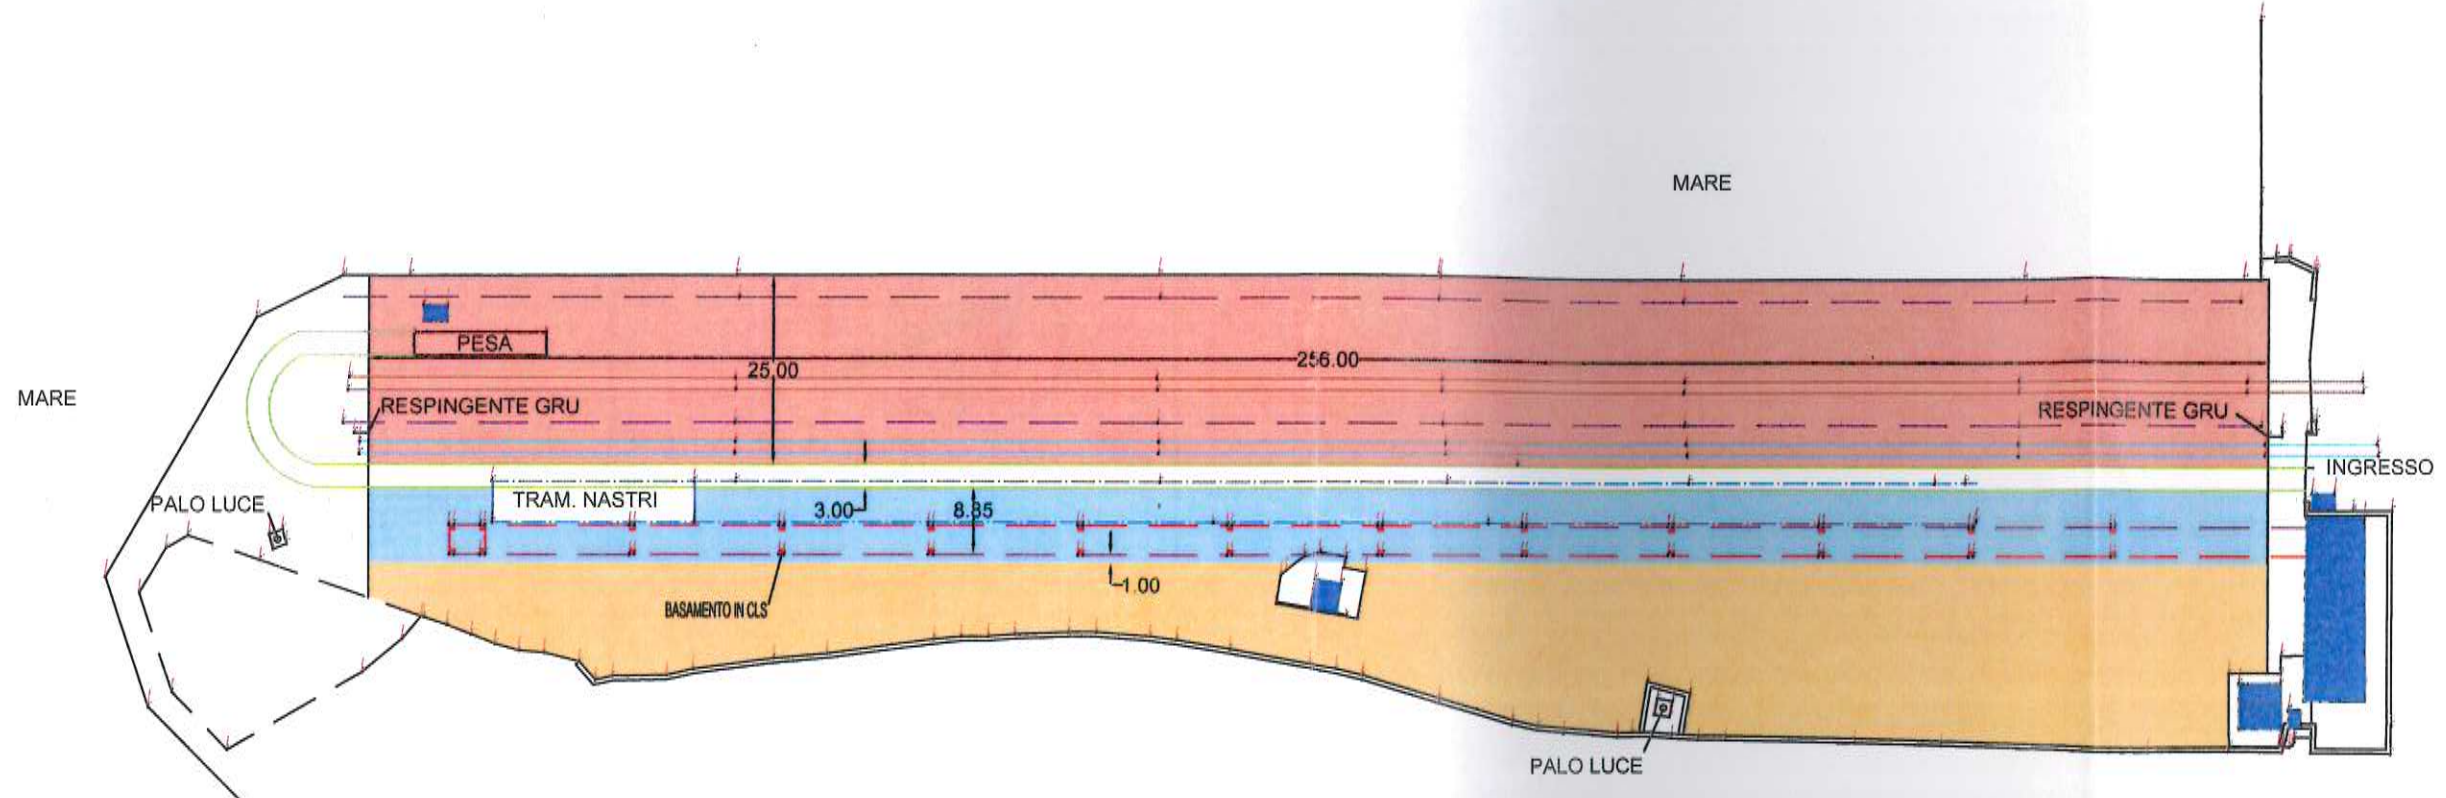 MARE
PESA
256.00
25.00
MARE
RESPINGENTE GRU
RESPINGENTE GRU
INGRESSO
TRAM. NASTRI
PALO LUCE
3.00
8.85
1.00
BASAMENTO IN CLS
PALO LUCE